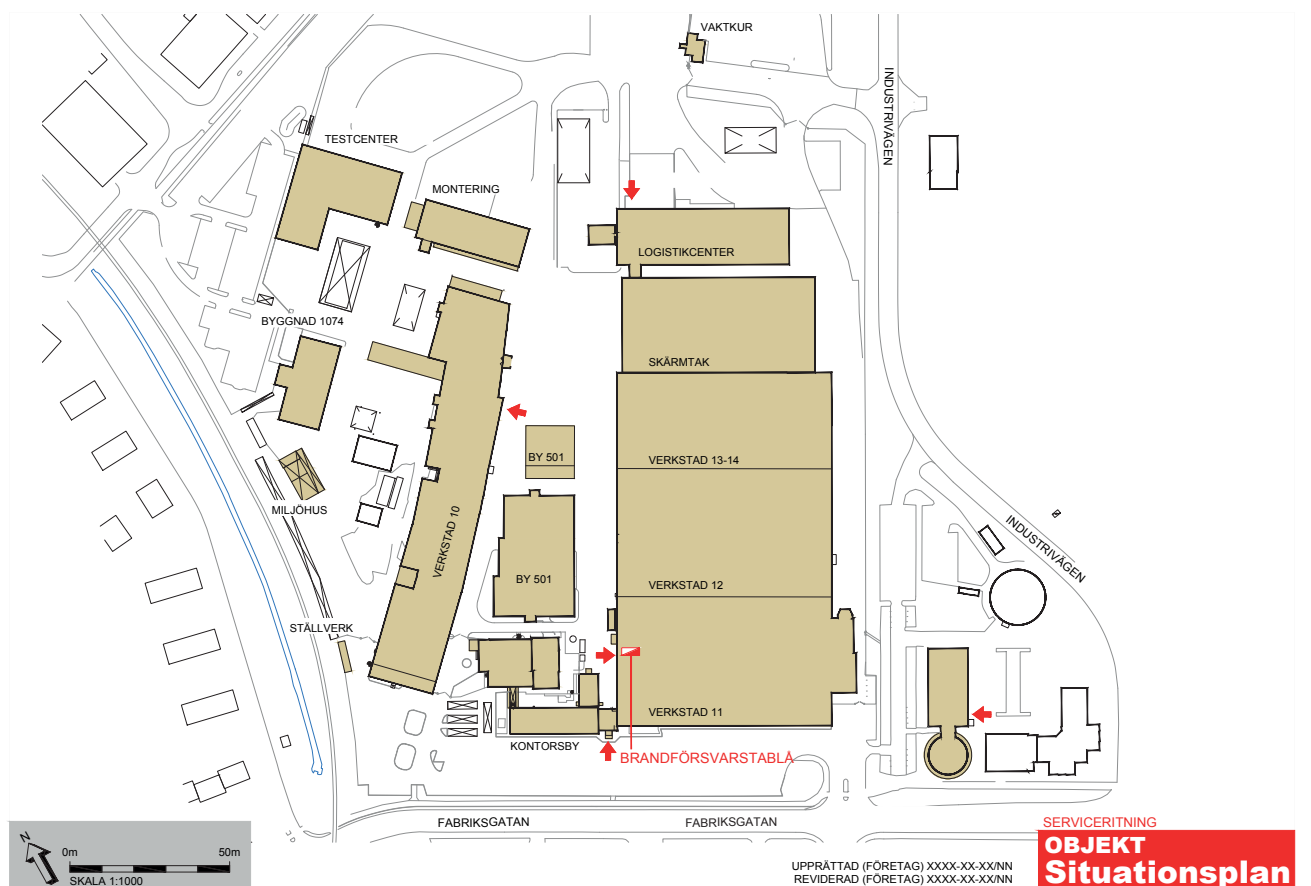 VAKTKUR
INDUSTRIVÄGEN
TESTCENTER
MONTERING
LOGISTIKCENTER
BYGGNAD 1074
SKÄRMTAK
BY 501
VERKSTAD 13-14
MILJÖHUS
VERKSTAD 10
INDUSTRIVÄGEN
BY 501
VERKSTAD 12
STÄLLVERK
VERKSTAD 11
KONTORSBY
BRANDFÖRSVARSTABLÅ
FABRIKSGATAN
FABRIKSGATAN
N
0m
50m
SKALA 1:1000
UPPRÄTTAD (FÖRETAG) XXXX-XX-XX/NN
REVIDERAD (FÖRETAG) XXXX-XX-XX/NN
SERVICERITNING
OBJEKT
Situationsplan